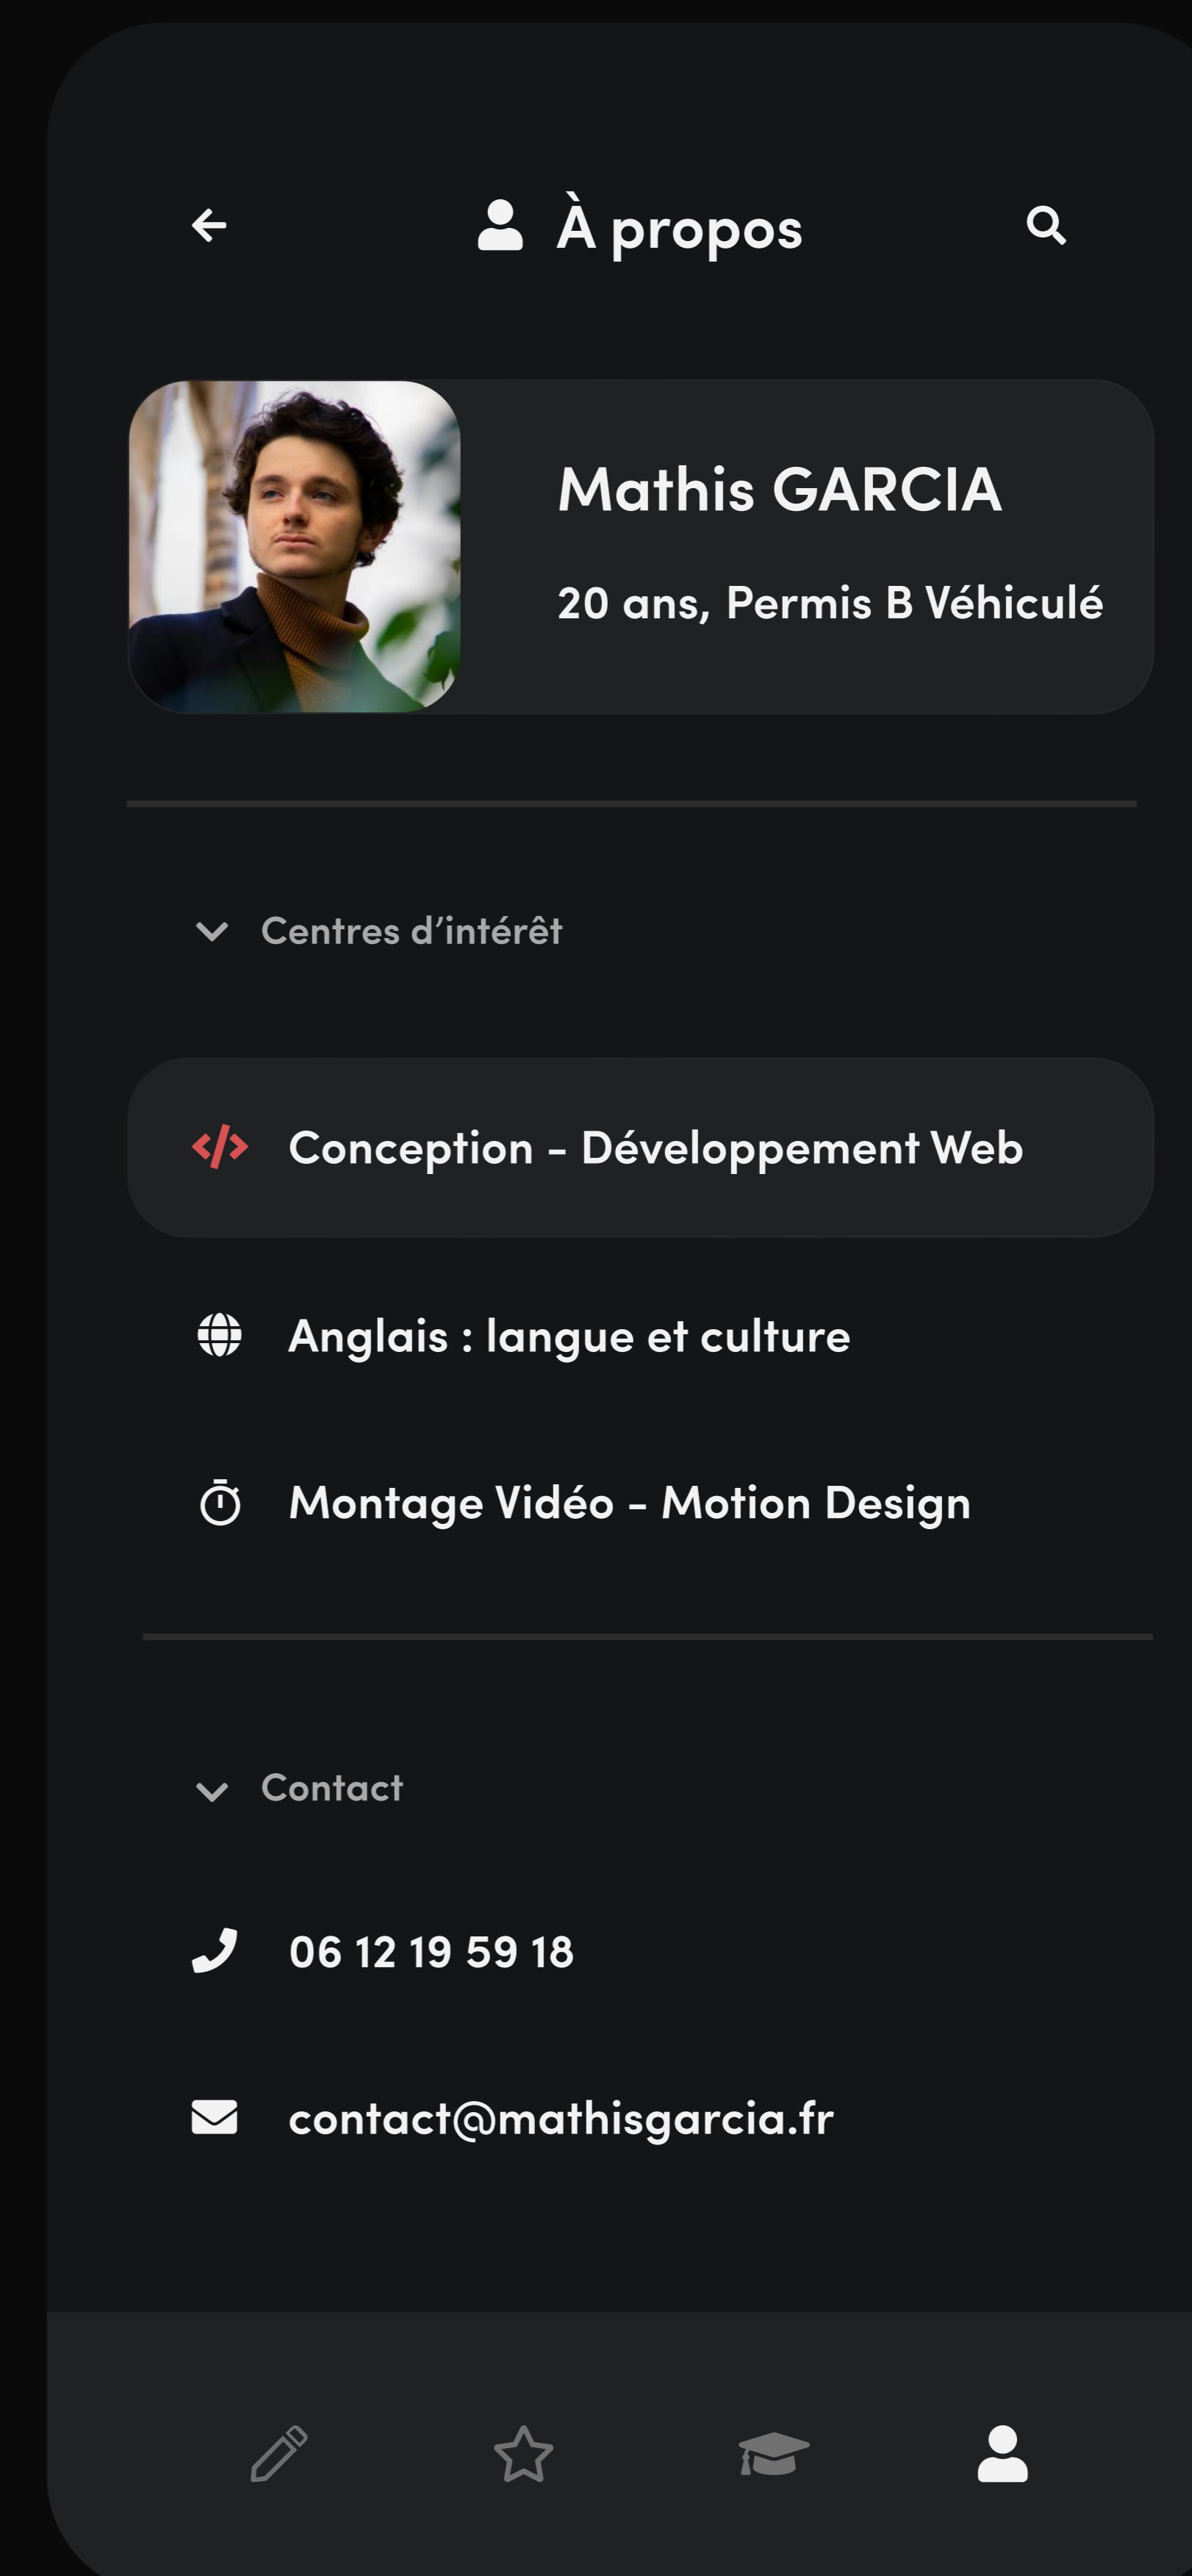 À propos
Mathis GARCIA
20 ans, Permis B Véhiculé
Centres d’intérêt
Conception - Développement Web
Anglais : langue et culture
Montage Vidéo - Motion Design
Contact
06 12 19 59 18
contact@mathisgarcia.fr